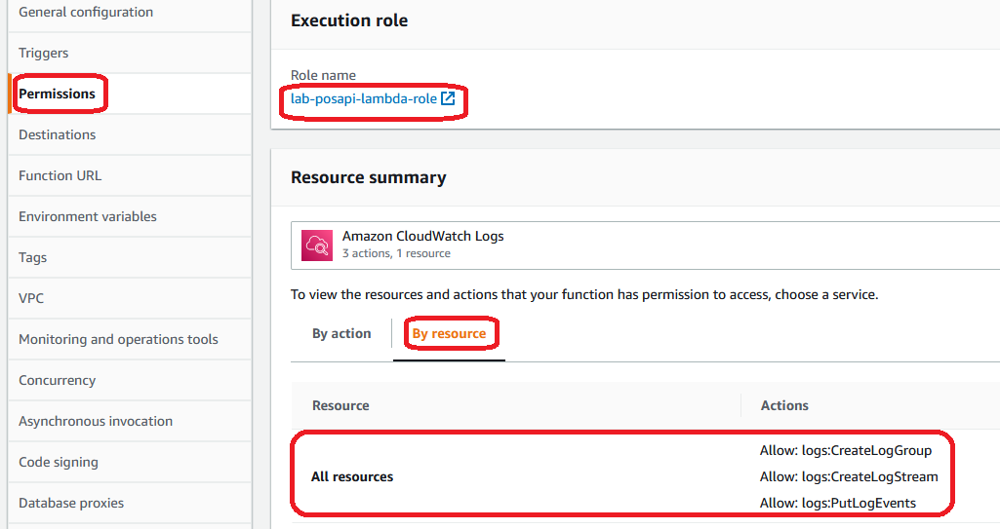 General configuration
Triggers
Permissions
Destinations
Function URL
Environment variables
Tags
VPC
Monitoring and operations tools
Concurrency
Asynchronous invocation
Code signing
Database proxies
Execution role
Role name
lab-posapi-lambda-role
Resource summary
Amazon CloudWatch Logs
3 actions, 1 resource
To view the resources and actions that your function has permission to access, choose a service.
By action By resource
Resource Actions
All resources
Allow: logs:CreateLogGroup
Allow: logs:CreateLogStream
Allow: logs:PutLogEvents